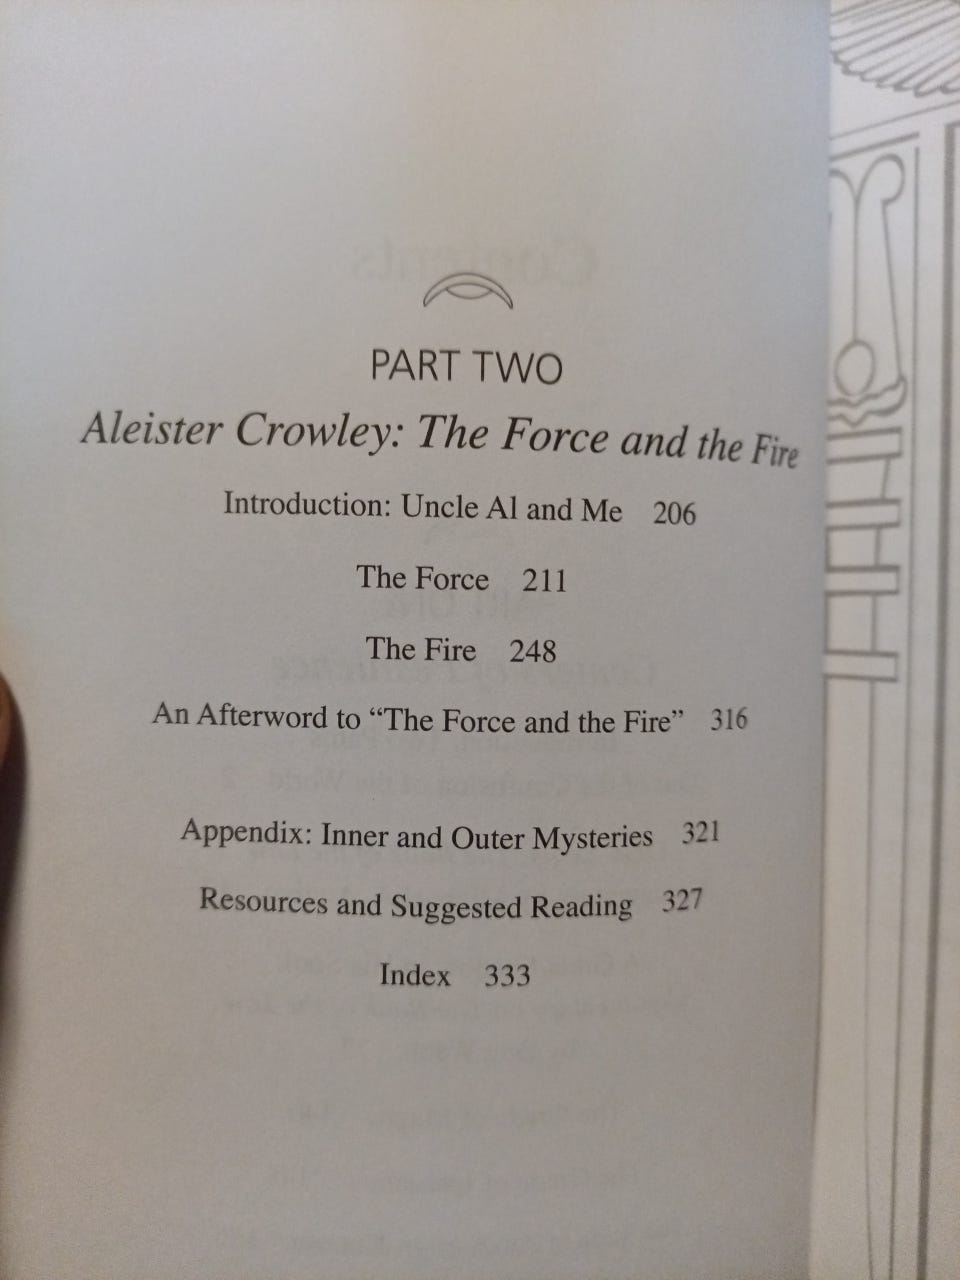 PART TWO
Aleister Crowley: The Force and the Fire
Introduction: Uncle Al and Me 206
The Force 211
The Fire 248
An Afterword to “The Force and the Fire” 316
Appendix: Inner and Outer Mysteries 321
Resources and Suggested Reading 327
Index 333